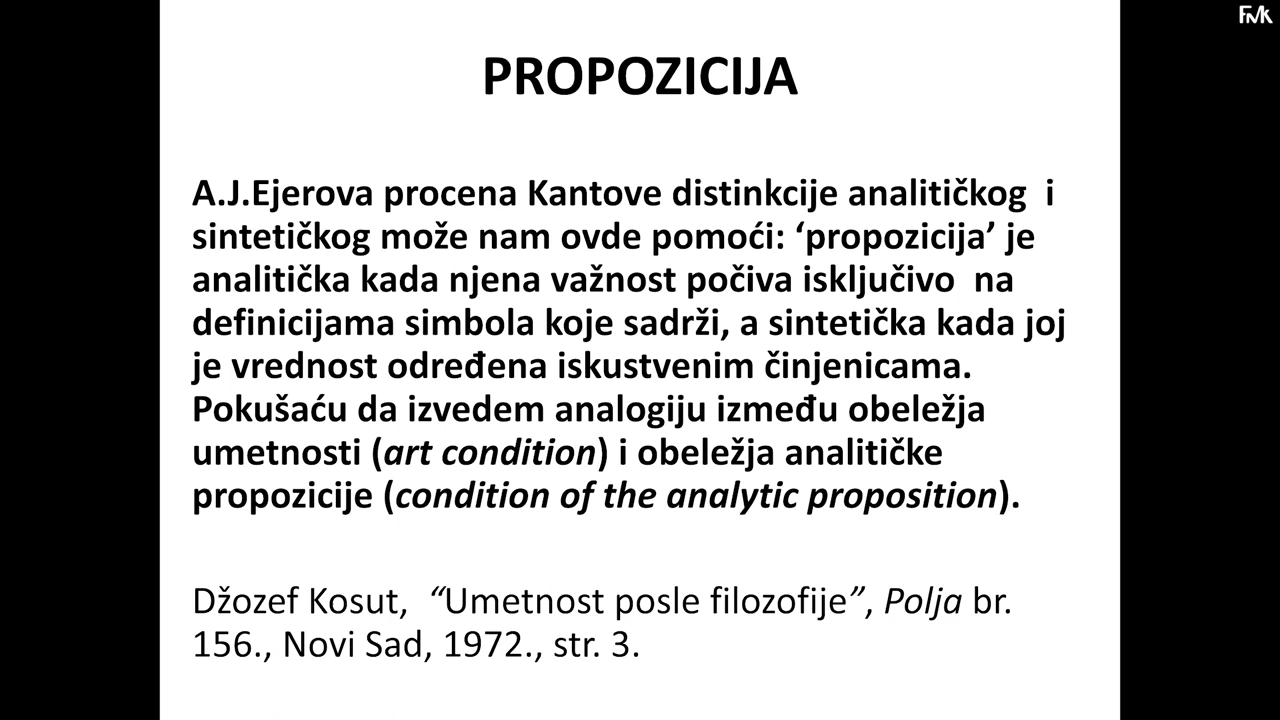 FMk
PROPOZICIJA
A.J.Ejerova procena Kantove distinkcije analitičkog i
sintetičkog može nam ovde pomoći: ‘propozicija’ je
analitička kada njena važnost počiva isključivo na
definicijama simbola koje sadrži, a sintetička kada joj
je vrednost određena iskustvenim činjenicama.
Pokušaću da izvedem analogiju između obeležja
umetnosti (art condition) i obeležja analitičke
propozicije (condition of the analytic proposition).
Džozef Kosut, “Umetnost posle filozofije”, Polja br.
156., Novi Sad, 1972., str. 3.